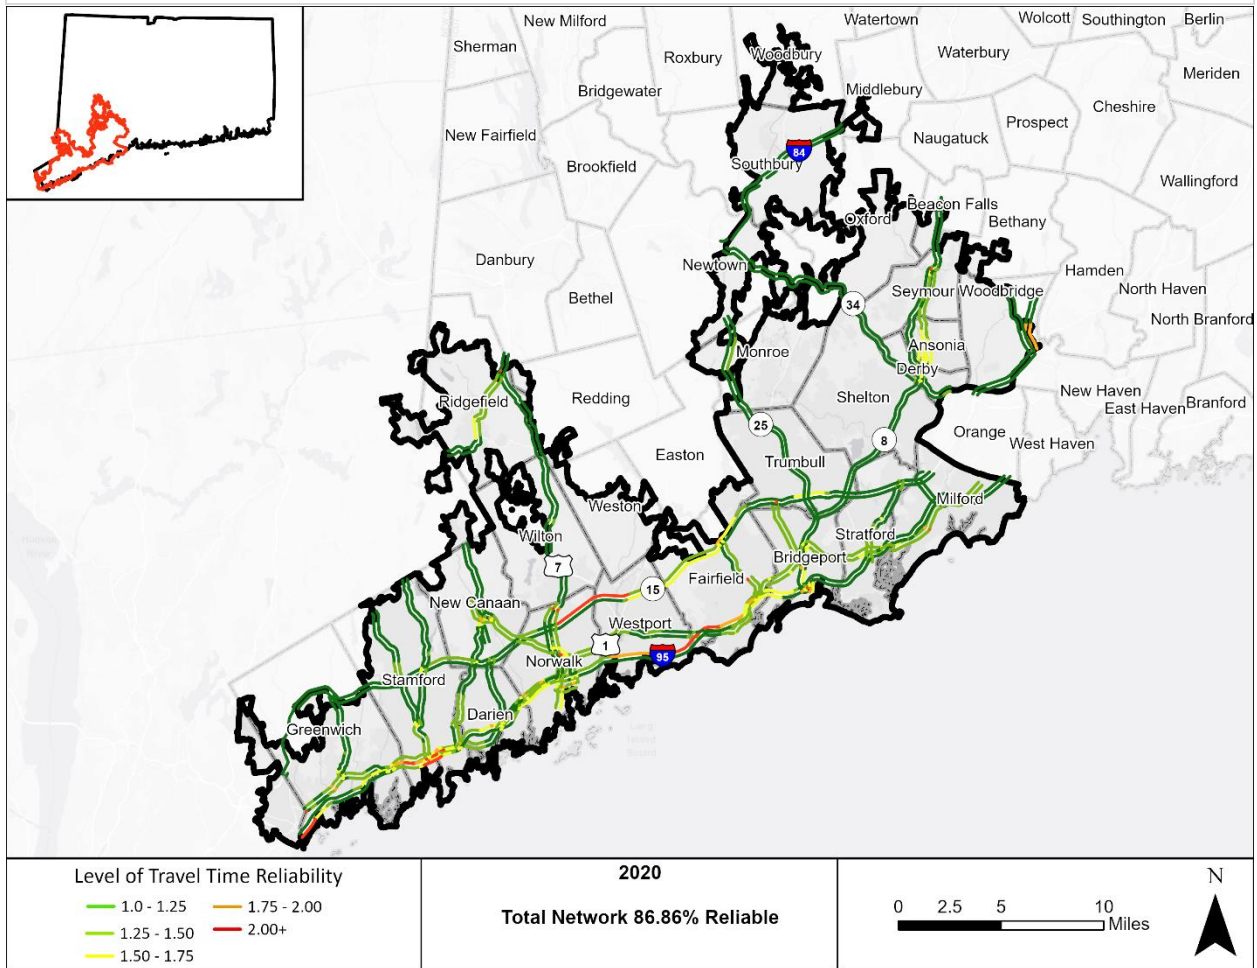 New Milford
Watertown
Wolcott
Southington
Berlin
Sherman
Roxbury
Woodbury
Waterbury
Meriden
Bridgewater
Middlebury
Cheshire
New Fairfield
Naugatuck
Prospect
Brookfield
84
Southbury
Wallingford
Beacon Falls
Oxford
Bethany
Danbury
Newtown
Hamden
Bethel
34
Seymour
Woodbridge
North Haven
North Branford
Monroe
Ansonia
Derby
Ridgefield
Redding
Shelton
New Haven
East Haven
Branford
25
8
Orange
West Haven
Easton
Trumbull
Weston
Milford
Wilton
Stratford
7
Bridgeport
Fairfield
15
New Canaan
Westport
1
95
Norwalk
Stamford
Darien
Greenwich
Long
Island
Sound
Level of Travel Time Reliability
1.0 - 1.25
1.75 - 2.00
1.25 - 1.50
2.00+
1.50 - 1.75
2020
Total Network 86.86% Reliable
0 2.5 5 10
Miles
N